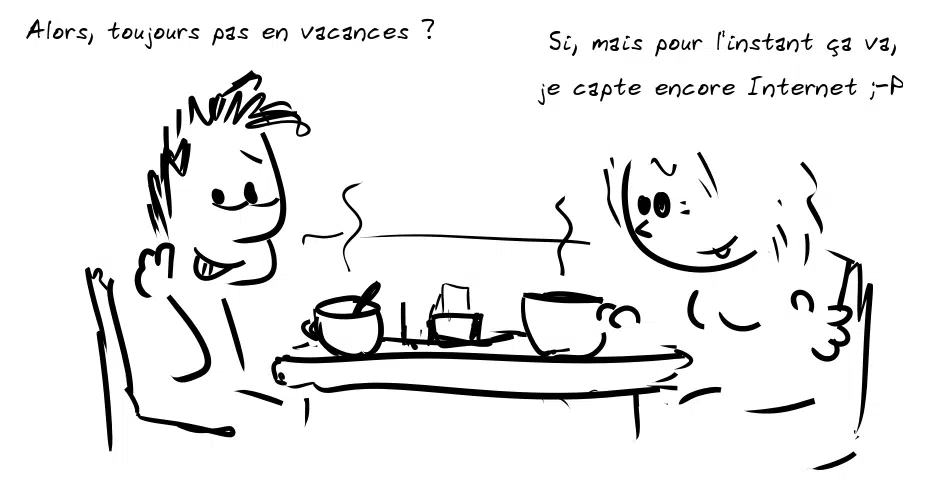 Alors, toujours pas en vacances ?
Si, mais pour l'instant ça va,
je capte encore Internet ;-P